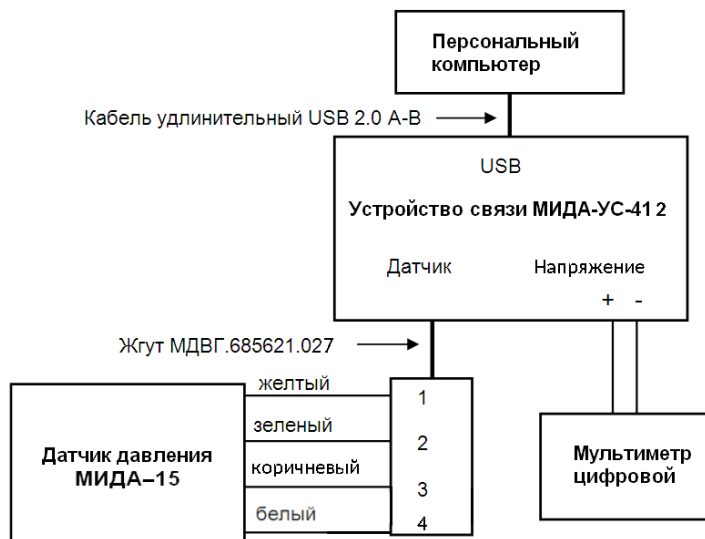 Персональный
компьютер
Кабель удлинительный USB 2.0 A-B
USB
Устройство связи МИДА-УС-41 2
Датчик Напряжение
+ -
Жгут МДВГ.685621.027
желтый
1
зеленый
2
Датчик давления
МИДА–15
коричневый
3
белый
4
Мультиметр
цифровой